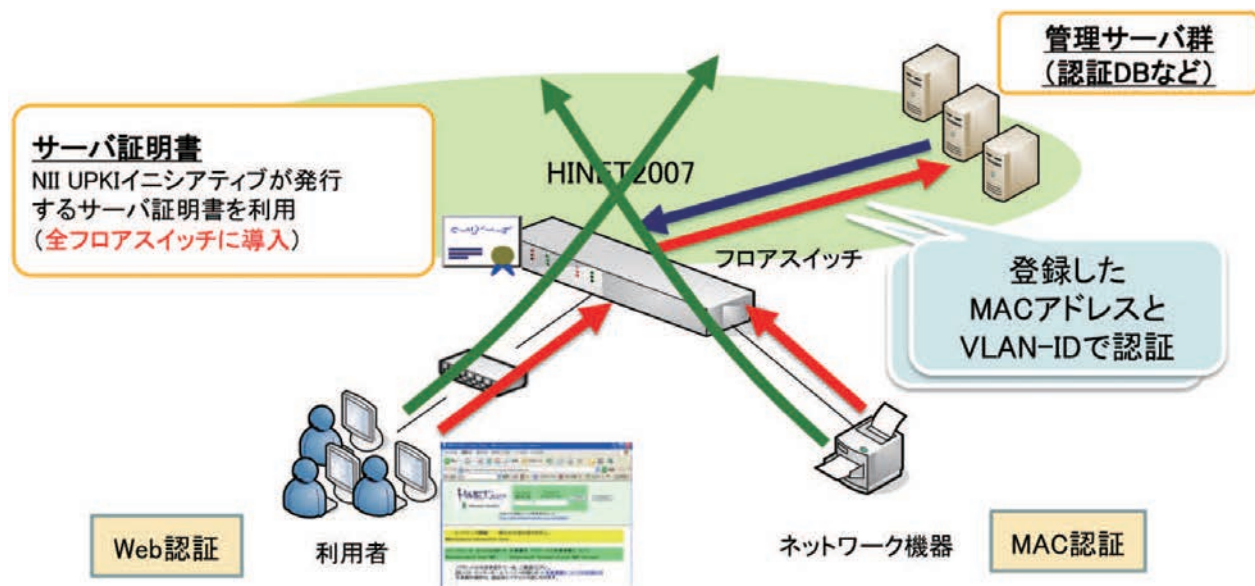 管理サーバ群
（認証DBなど）
サーバ証明書
NII UPKIイニシアティブが発行
するサーバ証明書を利用
（全フロアスイッチに導入）
HINET2007
フロアスイッチ
登録した
MACアドレスと
VLAN-IDで認証
HINET2007
Web認証
利用者
ネットワーク機器
MAC認証